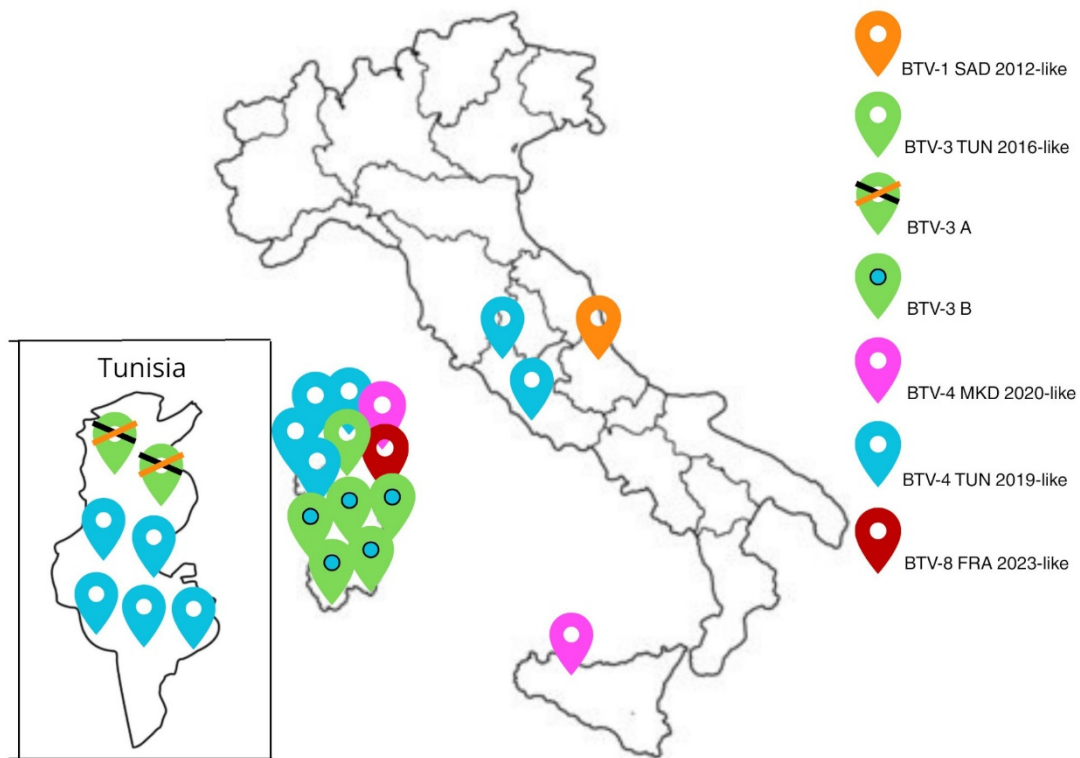 BTV-1 SAD 2012-like
BTV-3 TUN 2016-like
BTV-3 A
BTV-3 B
BTV-4 MKD 2020-like
BTV-4 TUN 2019-like
BTV-8 FRA 2023-like
Tunisia